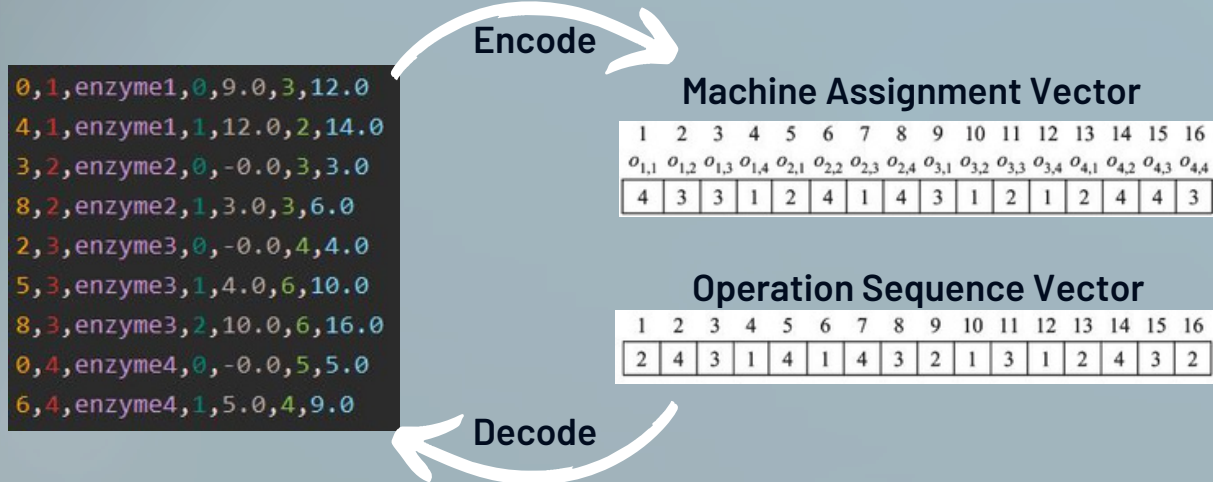 Encode
0,1,enzyme1,0,9.0,3,12.0
4,1,enzyme1,1,12.0,2,14.0
3,2,enzyme2,0,-0.0,3,3.0
8,2,enzyme2,1,3.0,3,6.0
2,3,enzyme3,0,-0.0,4,4.0
5,3,enzyme3,1,4.0,6,10.0
8,3,enzyme3,2,10.0,6,16.0
0,4,enzyme4,0,-0.0,5,5.0
6,4,enzyme4,1,5.0,4,9.0
Machine Assignment Vector
1 2 3 4 5 6 7 8 9 10 11 12 13 14 15 16
o1,1 o1,2 o1,3 o1,4 o2,1 o2,2 o2,3 o2,4 o3,1 o3,2 o3,3 o3,4 o4,1 o4,2 o4,3 o4,4
4 3 3 1 2 4 1 4 3 1 2 1 2 4 4 3
Operation Sequence Vector
1 2 3 4 5 6 7 8 9 10 11 12 13 14 15 16
2 4 3 1 4 1 4 3 2 1 3 1 2 4 3 2
Decode